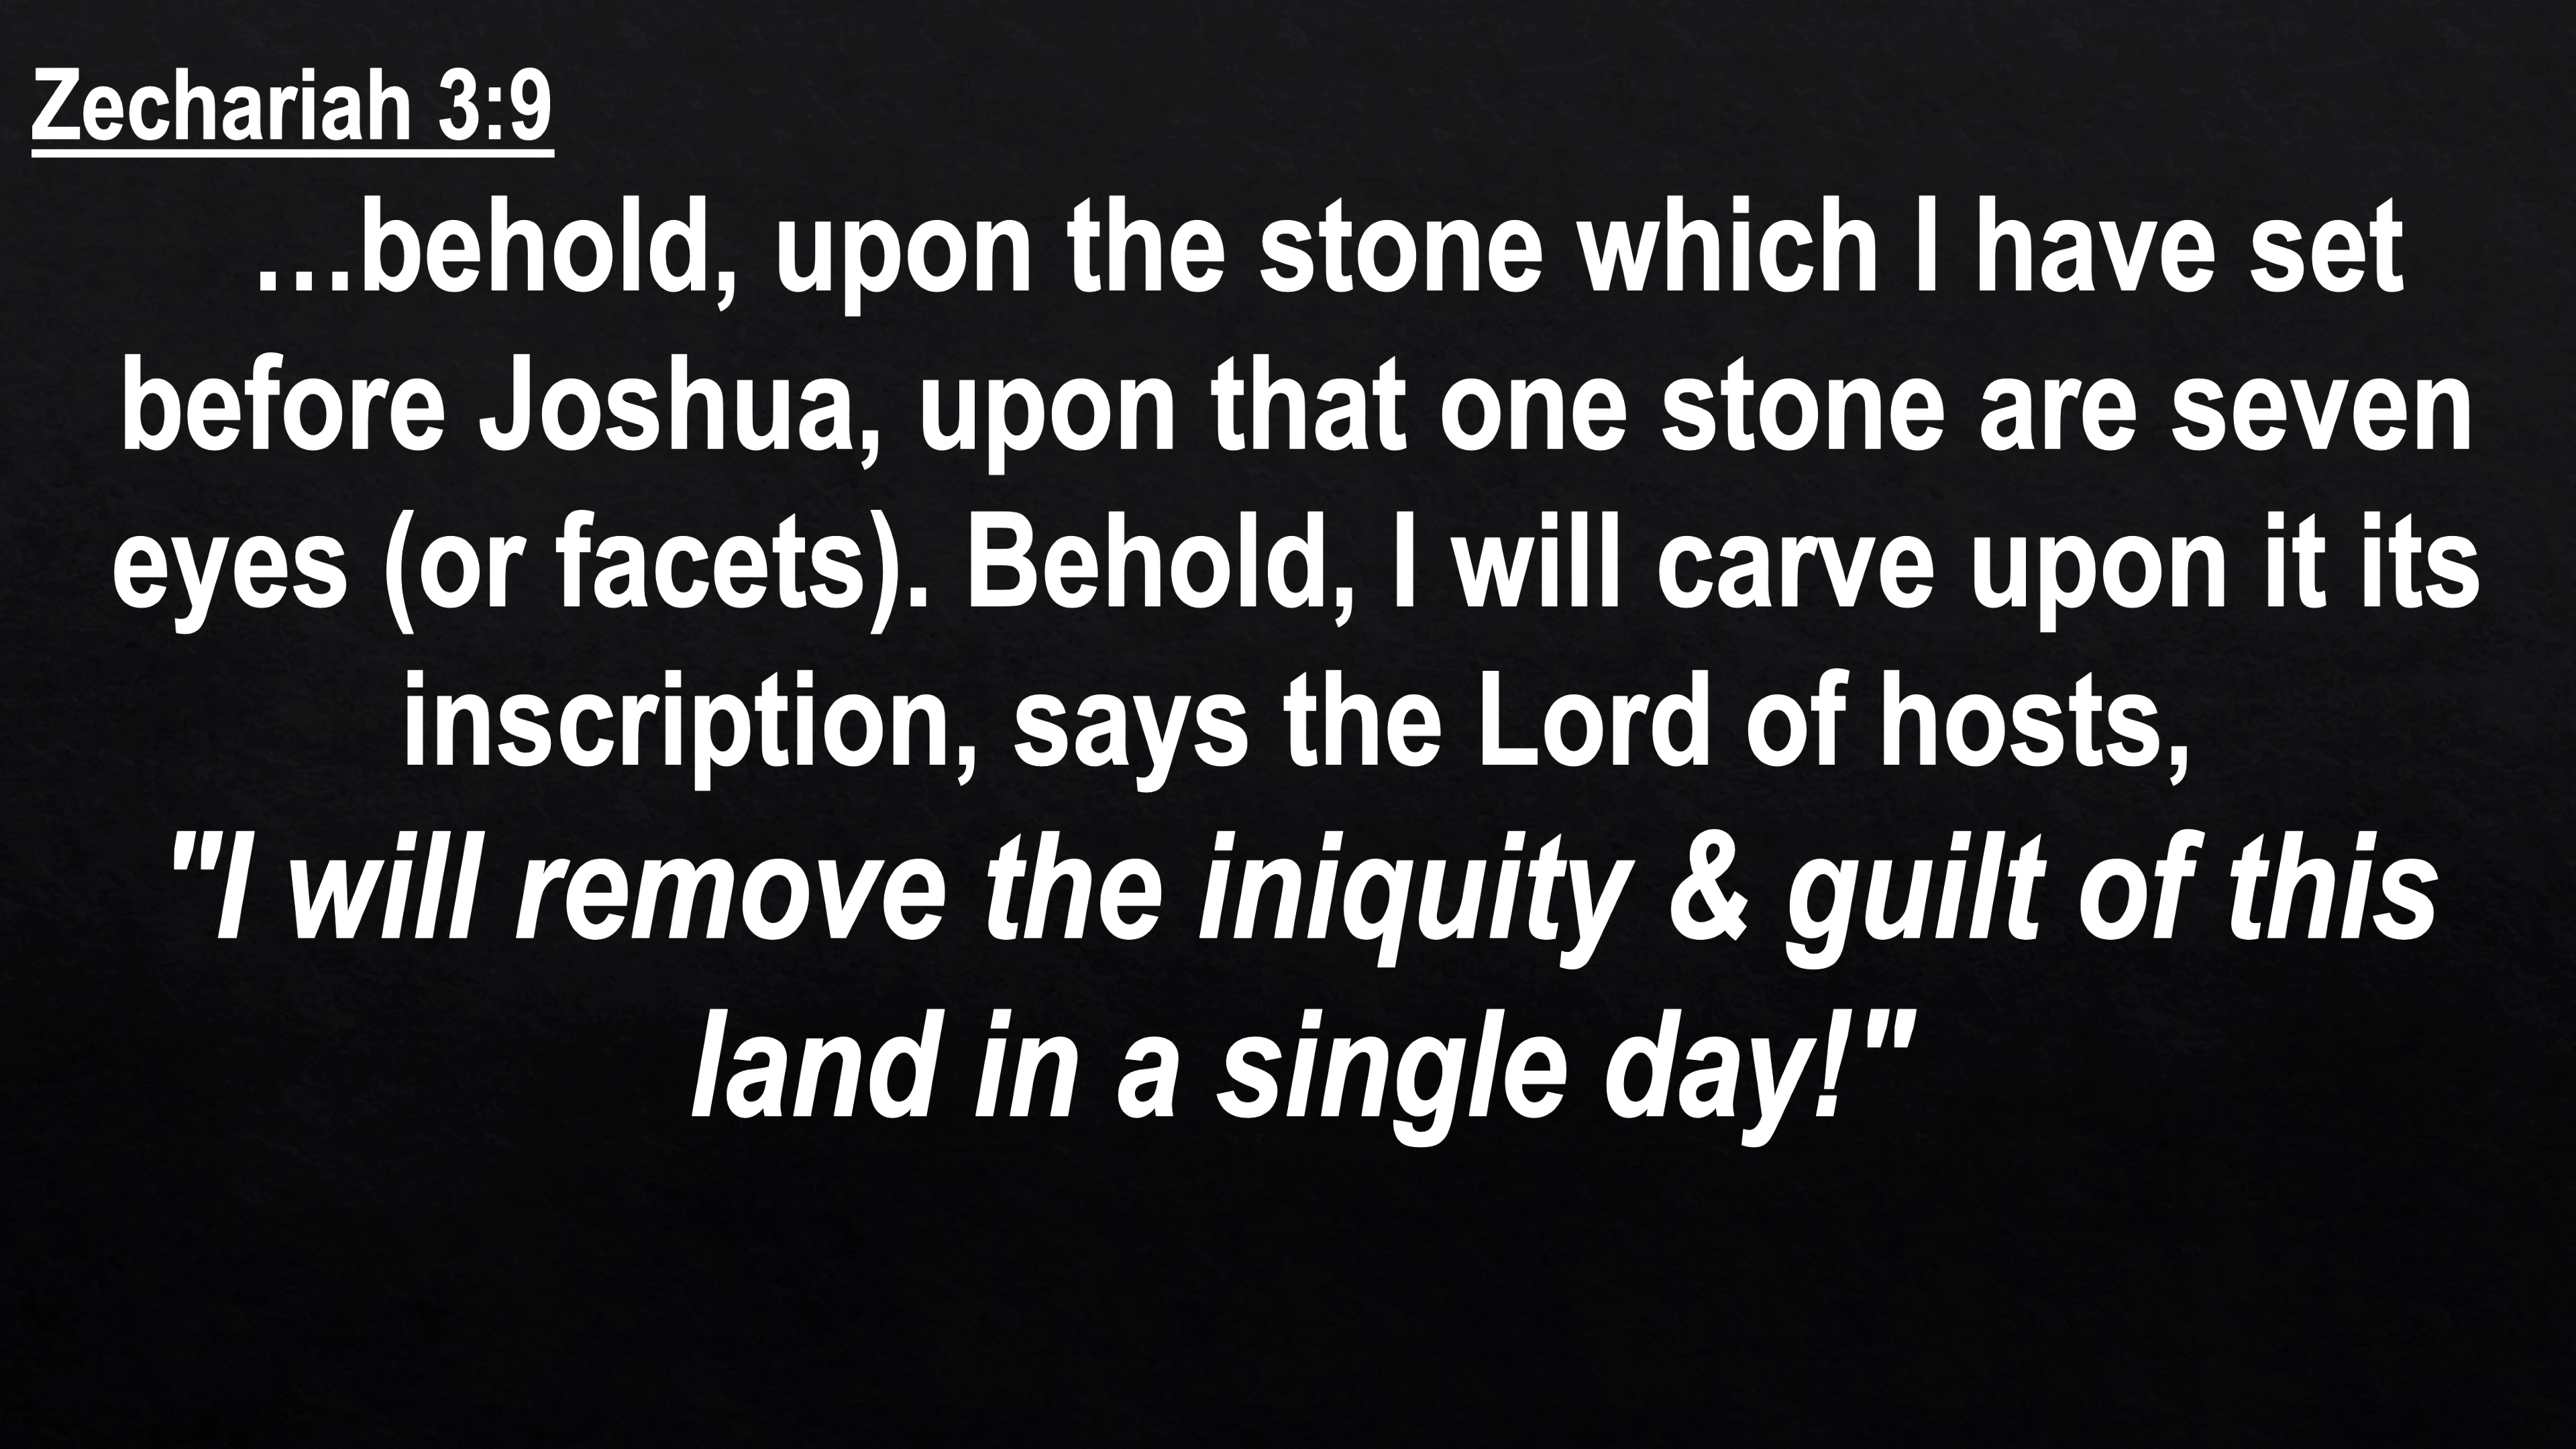 Zechariah 3:9
…behold, upon the stone which I have set
before Joshua, upon that one stone are seven
eyes (or facets). Behold, I will carve upon it its
inscription, says the Lord of hosts,
"I will remove the iniquity & guilt of this
land in a single day!"